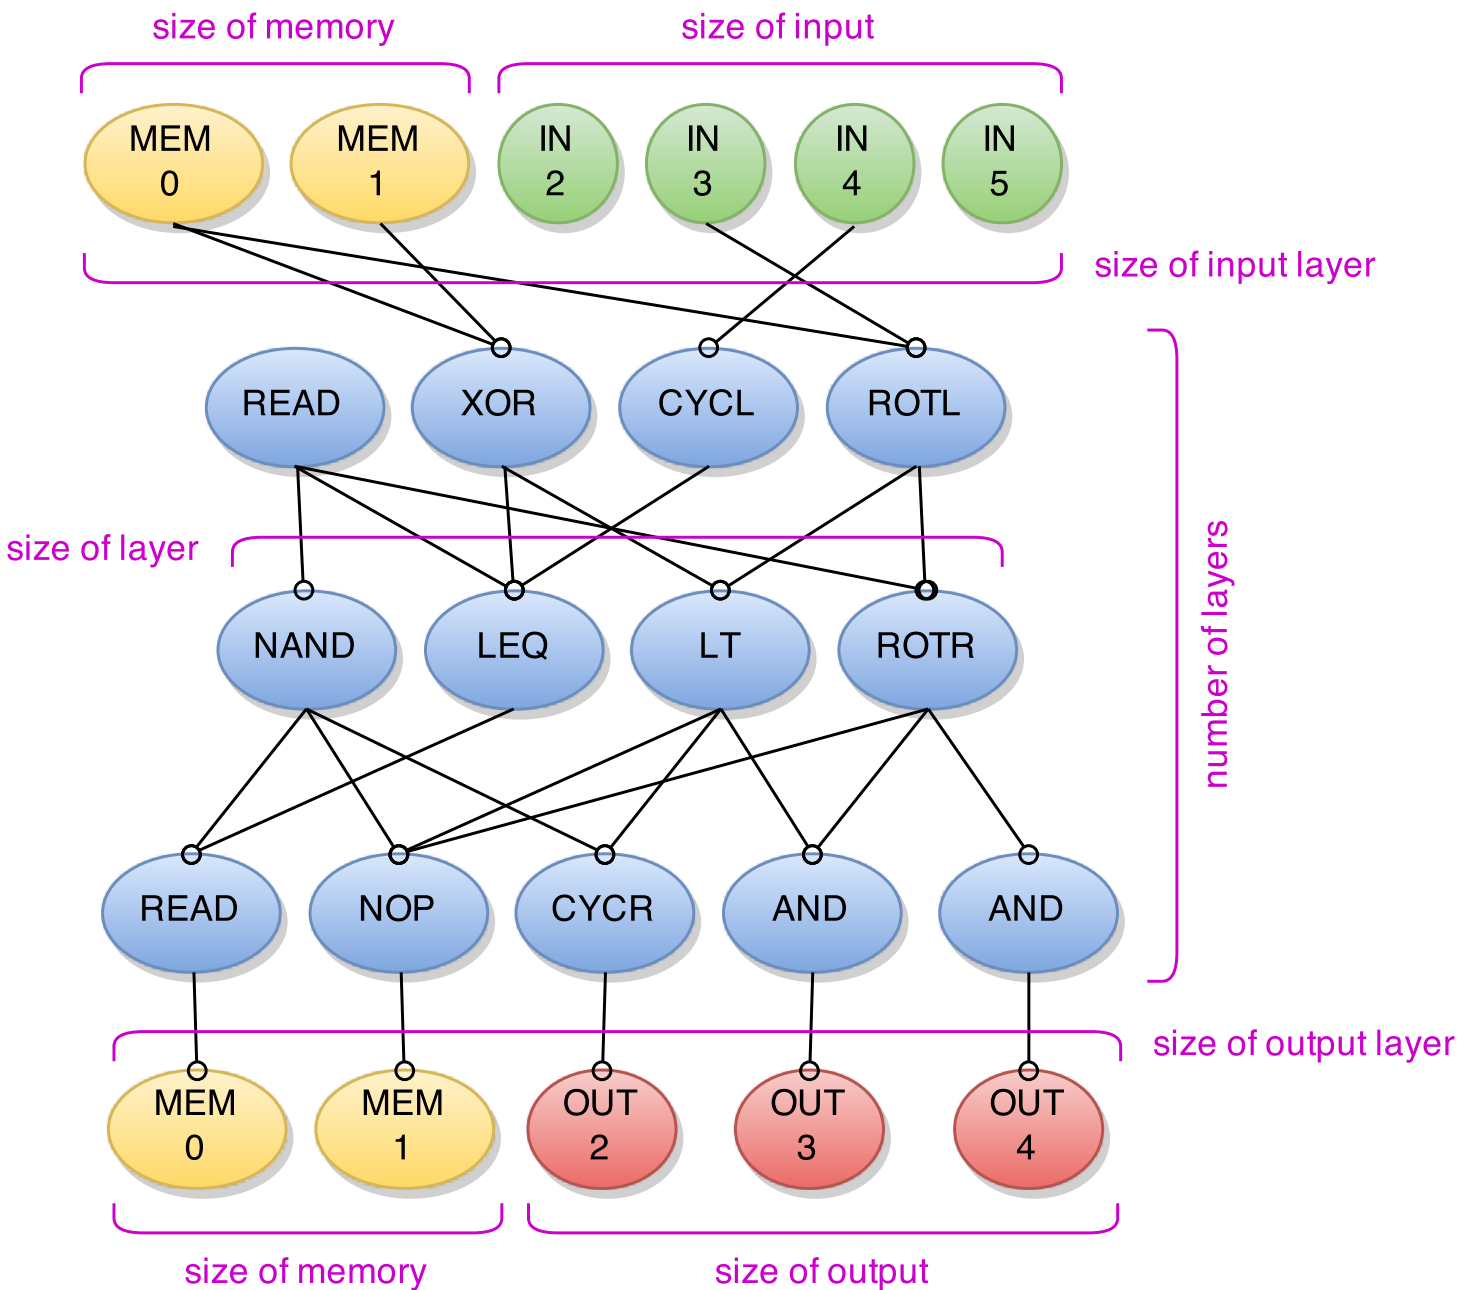 size of memory
size of input
MEM
0
MEM
1
IN
2
IN
3
IN
4
IN
5
size of input layer
READ
XOR
CYCL
ROTL
size of layer
NAND
LEQ
LT
ROTR
number of layers
READ
NOP
CYCR
AND
AND
size of output layer
MEM
0
MEM
1
OUT
2
OUT
3
OUT
4
size of memory
size of output